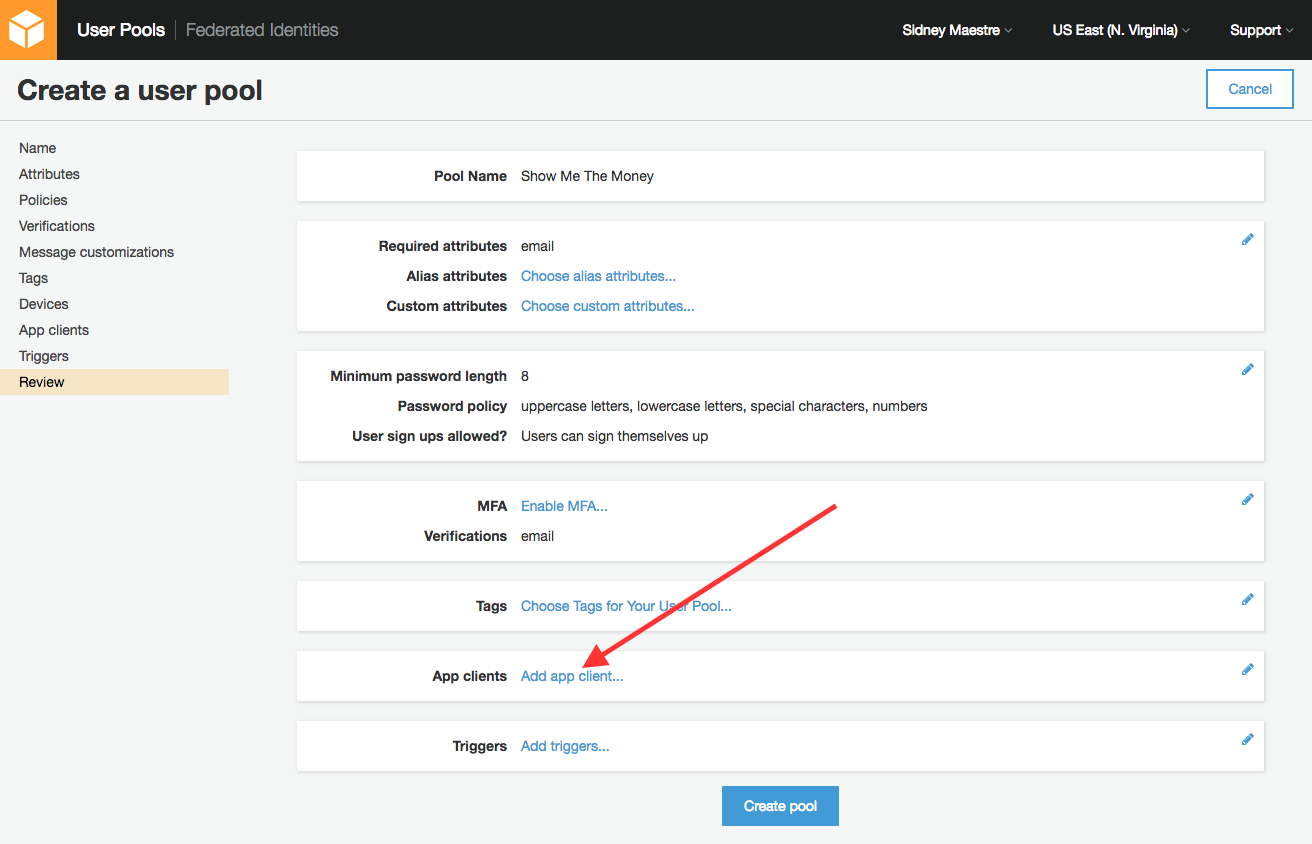 User Pools Federated Identities Sidney Maestre US East (N. Virginia) Support
Create a user pool Cancel
Name
Attributes
Policies
Verifications
Message customizations
Tags
Devices
App clients
Triggers
Review
Pool Name Show Me The Money
Required attributes email
Alias attributes Choose alias attributes...
Custom attributes Choose custom attributes...
Minimum password length 8
Password policy uppercase letters, lowercase letters, special characters, numbers
User sign ups allowed? Users can sign themselves up
MFA Enable MFA...
Verifications email
Tags Choose Tags for Your User Pool...
App clients Add app client...
Triggers Add triggers...
Create pool